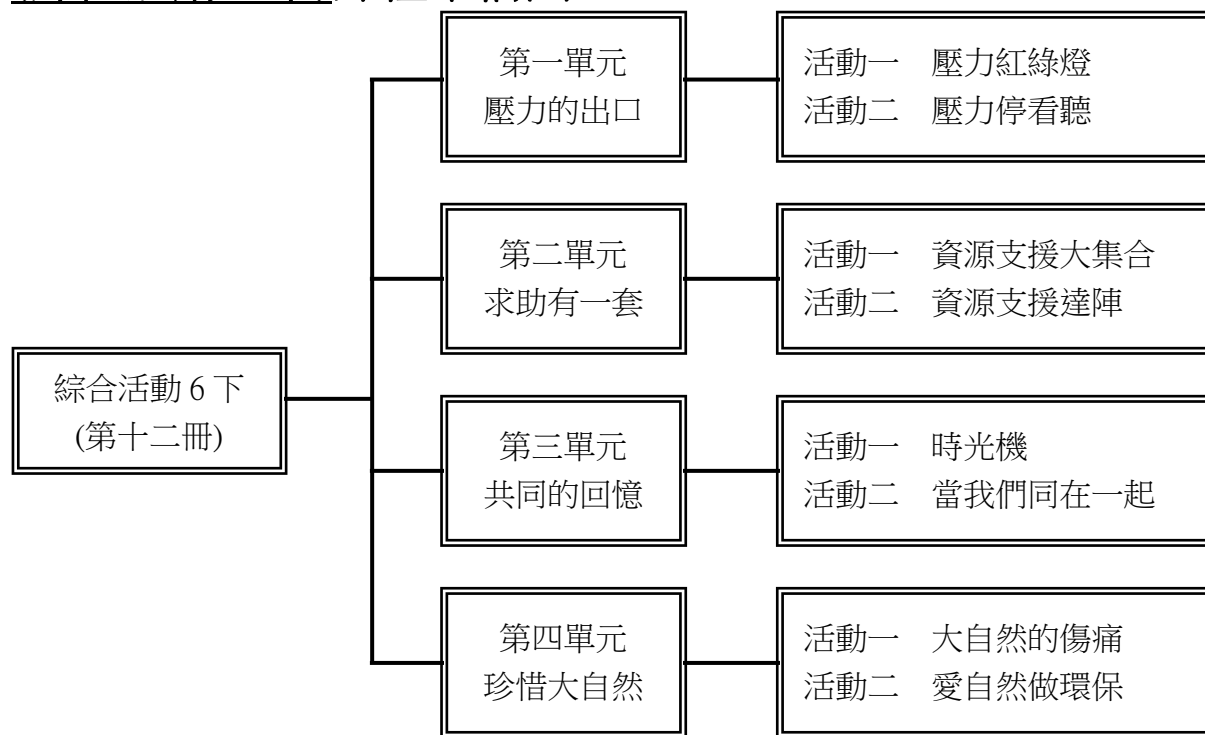 第一單元
壓力的出口
活動一　壓力紅綠燈
活動二　壓力停看聽
第二單元
求助有一套
活動一　資源支援大集合
活動二　資源支援達陣
綜合活動 6 下
(第十二冊)
第三單元
共同的回憶
活動一　時光機
活動二　當我們同在一起
第四單元
珍惜大自然
活動一　大自然的傷痛
活動二　愛自然做環保